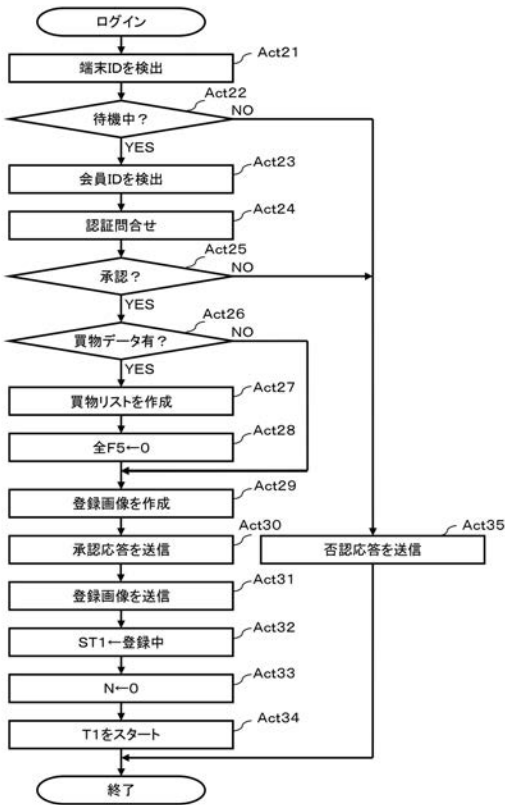 ログイン
Act21
端末IDを検出
Act22
待機中？
NO
YES
Act23
会員IDを検出
Act24
認証問合せ
Act25
承認？
NO
YES
Act26
買物データ有？
NO
YES
Act27
買物リストを作成
Act28
全F5←0
Act29
登録画像を作成
Act30
承認応答を送信
Act35
否認応答を送信
Act31
登録画像を送信
Act32
ST1←登録中
Act33
N←0
Act34
T1をスタート
終了